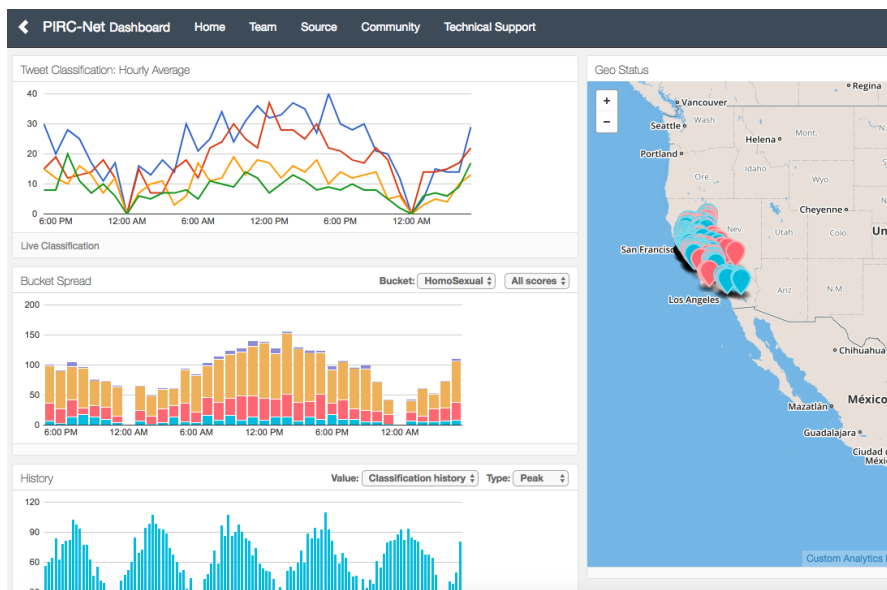 PIRC-Net Dashboard Home Team Source Community Technical Support
Tweet Classification: Hourly Average
40
30
20
10
0
6:00 PM 12:00 AM 6:00 AM 12:00 PM 6:00 PM 12:00 AM
Live Classification
Bucket Spread Bucket: HomoSexual All scores
200
150
100
50
0
6:00 PM 12:00 AM 6:00 AM 12:00 PM 6:00 PM 12:00 AM
History Value: Classification history Type: Peak
120
90
60
Geo Status
+
−
Regina
Vancouver
Seattle
Wash
Helena
Mont.
Portland
Ore.
Idaho
Wyo.
Cheyenne
Nev.
Utah
Colo.
Un
San Francisc
Ariz.
N.M.
Los Angeles
Chihuahua
Mazatlán
México
Guadalajara
Ciudad
Méxi
Custom Analytics